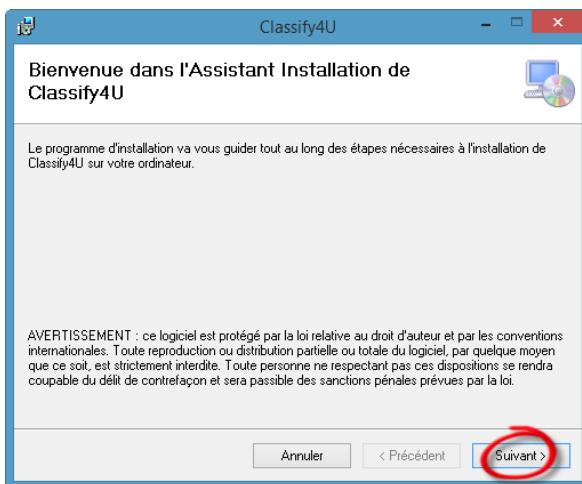 Classify4U
Bienvenue dans l'Assistant Installation de
Classify4U
Le programme d'installation va vous guider tout au long des étapes nécessaires à l'installation de
Classify4U sur votre ordinateur.
AVERTISSEMENT : ce logiciel est protégé par la loi relative au droit d'auteur et par les conventions
internationales. Toute reproduction ou distribution partielle ou totale du logiciel, par quelque moyen
que ce soit, est strictement interdite. Toute personne ne respectant pas ces dispositions se rendra
coupable du délit de contrefaçon et sera passible des sanctions pénales prévues par la loi.
Annuler
< Précédent
Suivant >